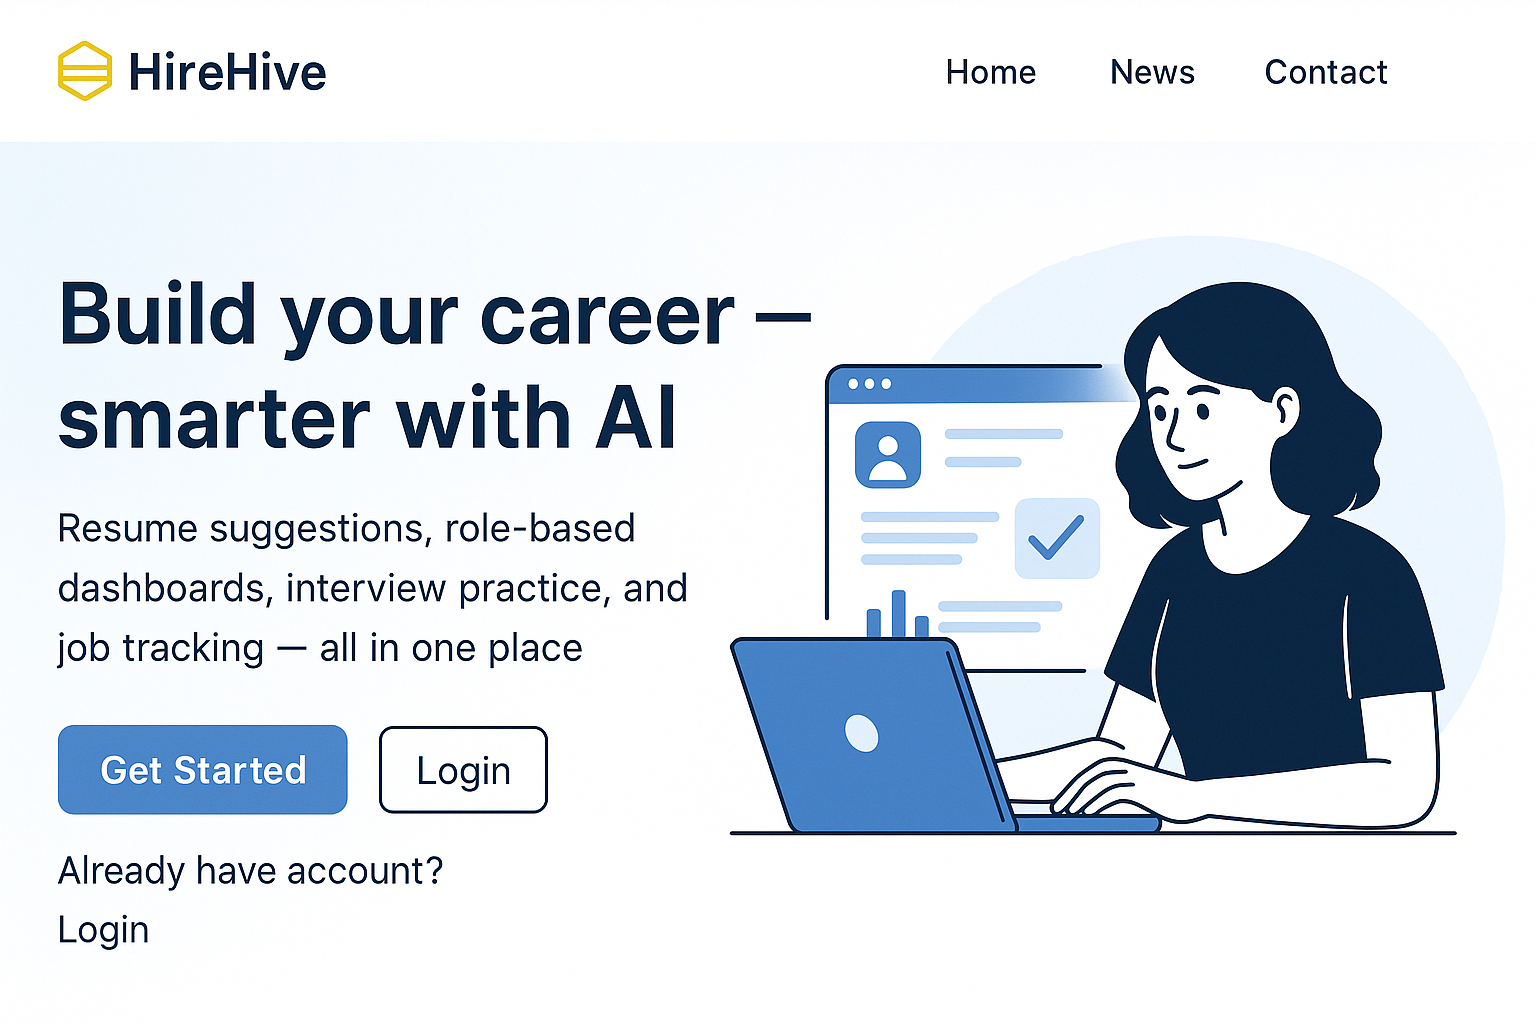 HireHive
Home News Contact
Build your career —
smarter with AI
Resume suggestions, role-based
dashboards, interview practice, and
job tracking — all in one place
Get Started Login
Already have account?
Login